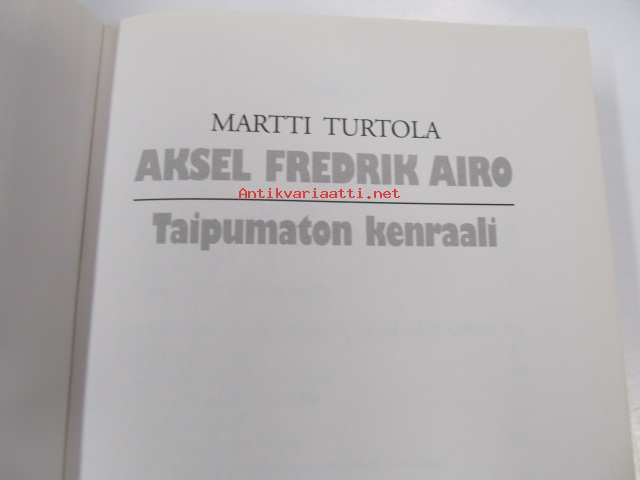 MARTTI TURTOLA
AKSEL FREDRIK AIRO
Antikvariaatti.net
Taipumaton kenraali